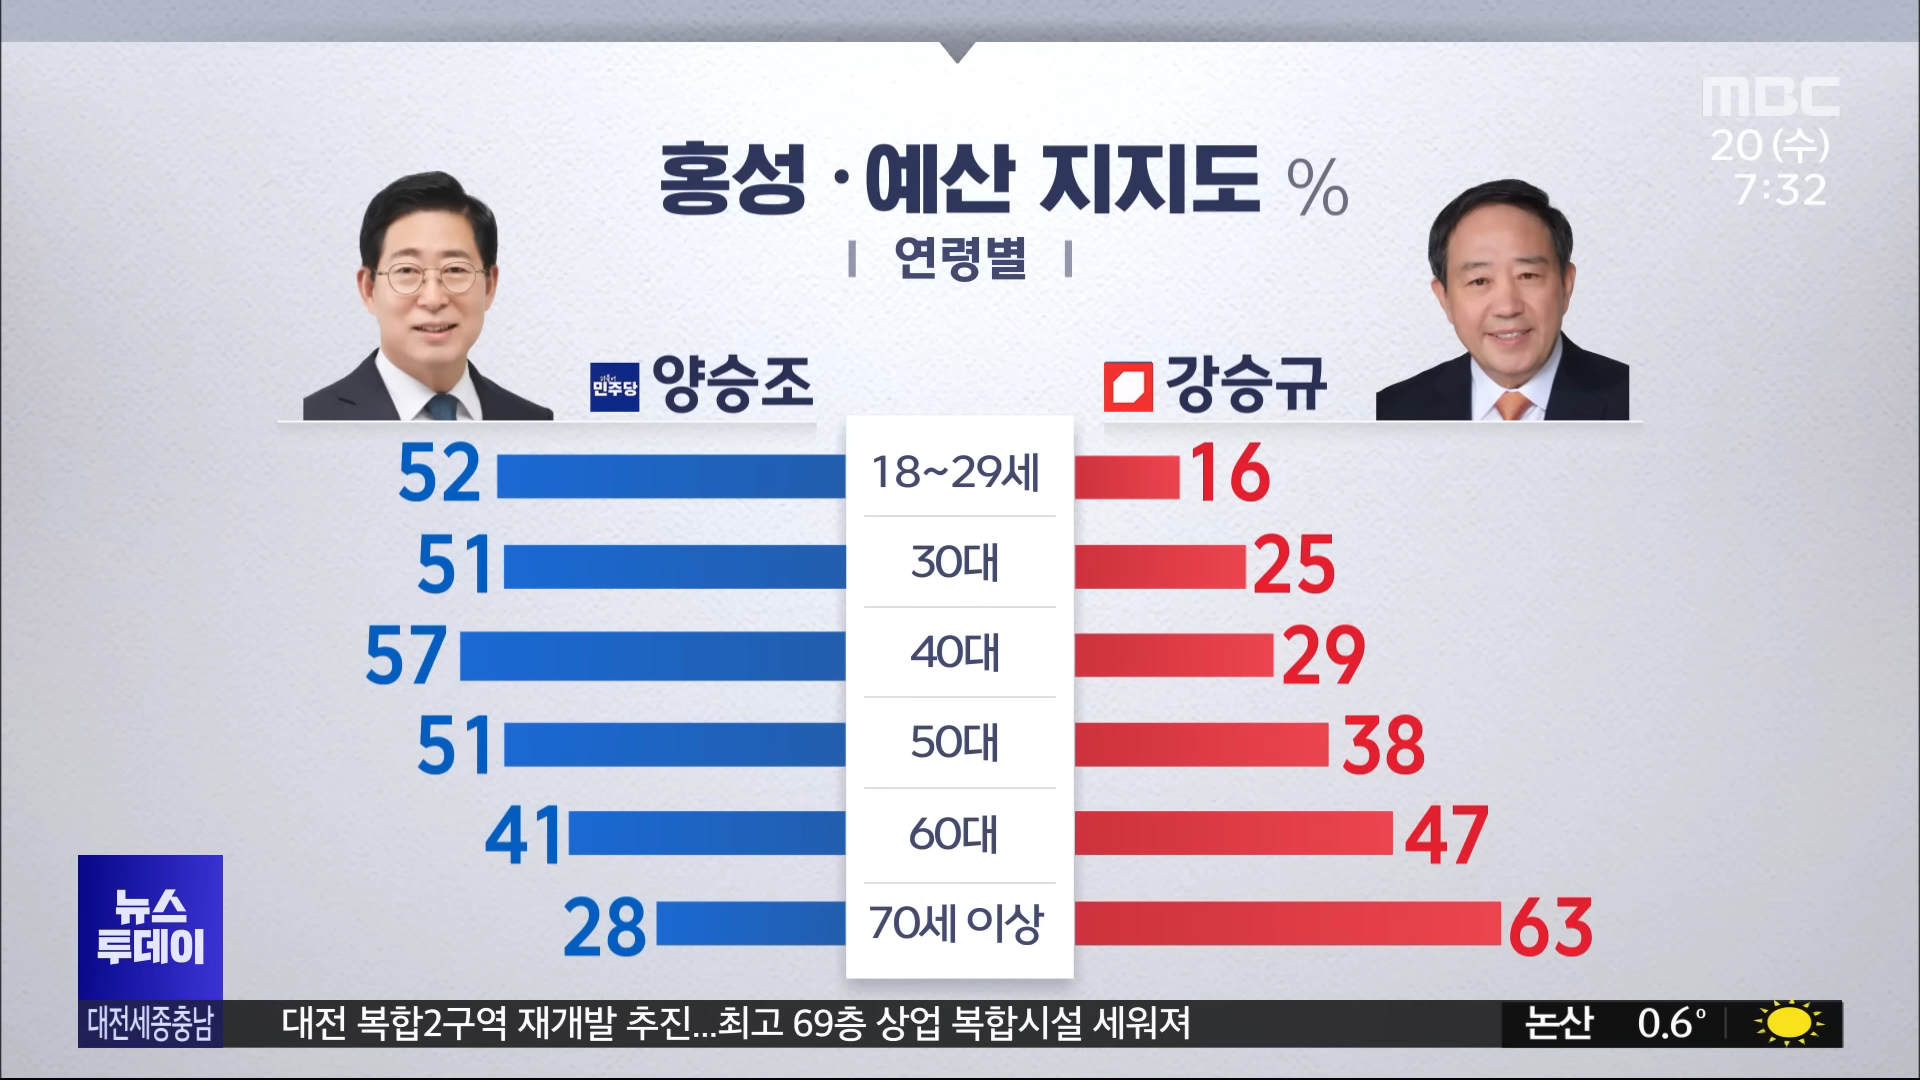 MBC
20 (수)
7:32
홍성·예산 지지도 %
연령별
더불어
민주당
양승조
강승규
52 18~29세 16
51 30대 25
57 40대 29
51 50대 38
41 60대 47
28 70세 이상 63
뉴스
투데이
대전세종충남
대전 복합2구역 재개발 추진...최고 69층 상업 복합시설 세워져
논산 0.6°